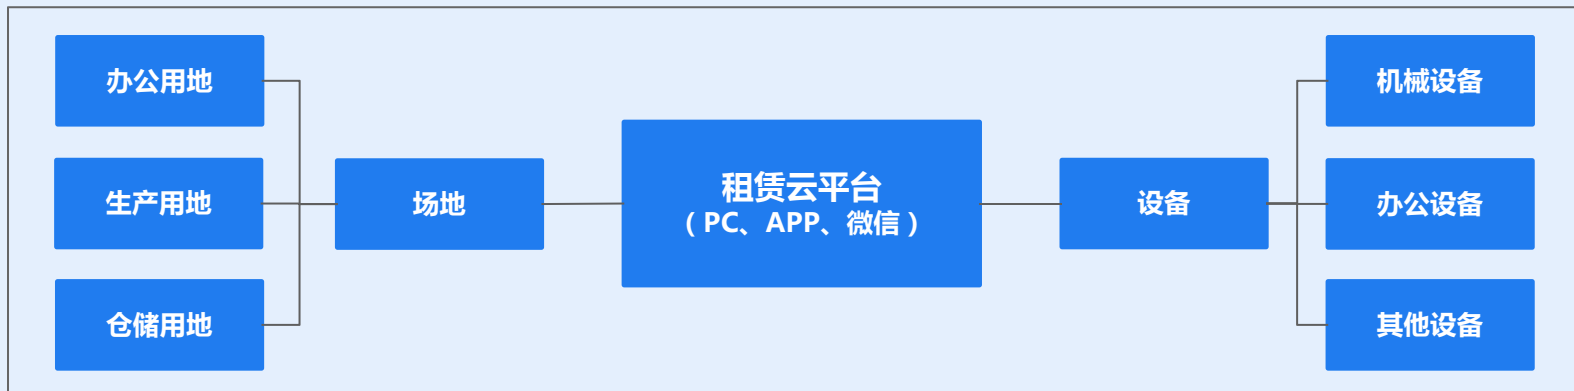 办公用地
生产用地
仓储用地
场地
租赁云平台
（PC、APP、微信）
设备
机械设备
办公设备
其他设备